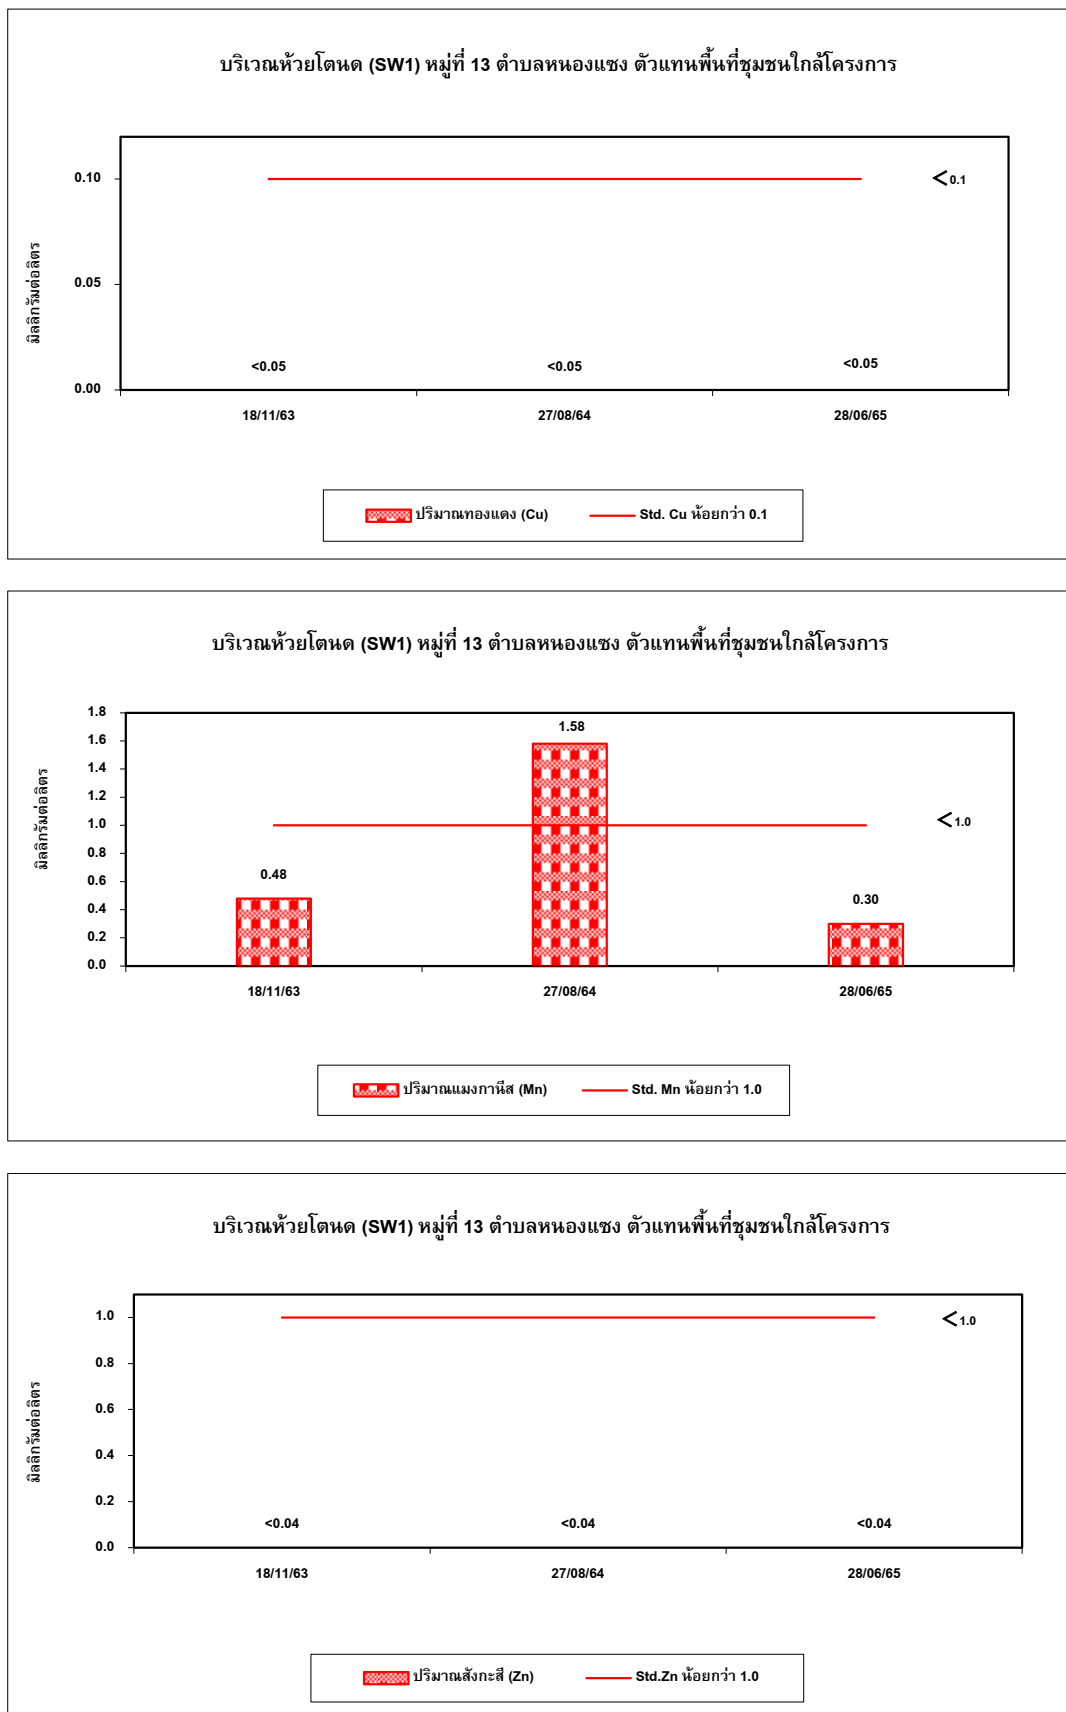 บริเวณห้วยโตนด (SW1) หมู่ที่ 13 ตำบลหนองแซง ตัวแทนพื้นที่ชุมชนใกล้โครงการ
มิลลิกรัมต่อลิตร
0.10
0.05
0.00
< 0.1
<0.05 <0.05 <0.05
18/11/63 27/08/64 28/06/65
ปริมาณทองแดง (Cu) Std. Cu น้อยกว่า 0.1
บริเวณห้วยโตนด (SW1) หมู่ที่ 13 ตำบลหนองแซง ตัวแทนพื้นที่ชุมชนใกล้โครงการ
มิลลิกรัมต่อลิตร
1.8
1.6
1.4
1.2
1.0
0.8
0.6
0.4
0.2
0.0
< 1.0
0.48 1.58 0.30
18/11/63 27/08/64 28/06/65
ปริมาณแมงกานีส (Mn) Std. Mn น้อยกว่า 1.0
บริเวณห้วยโตนด (SW1) หมู่ที่ 13 ตำบลหนองแซง ตัวแทนพื้นที่ชุมชนใกล้โครงการ
มิลลิกรัมต่อลิตร
1.0
0.8
0.6
0.4
0.2
0.0
< 1.0
<0.04 <0.04 <0.04
18/11/63 27/08/64 28/06/65
ปริมาณสังกะสี (Zn) Std.Zn น้อยกว่า 1.0